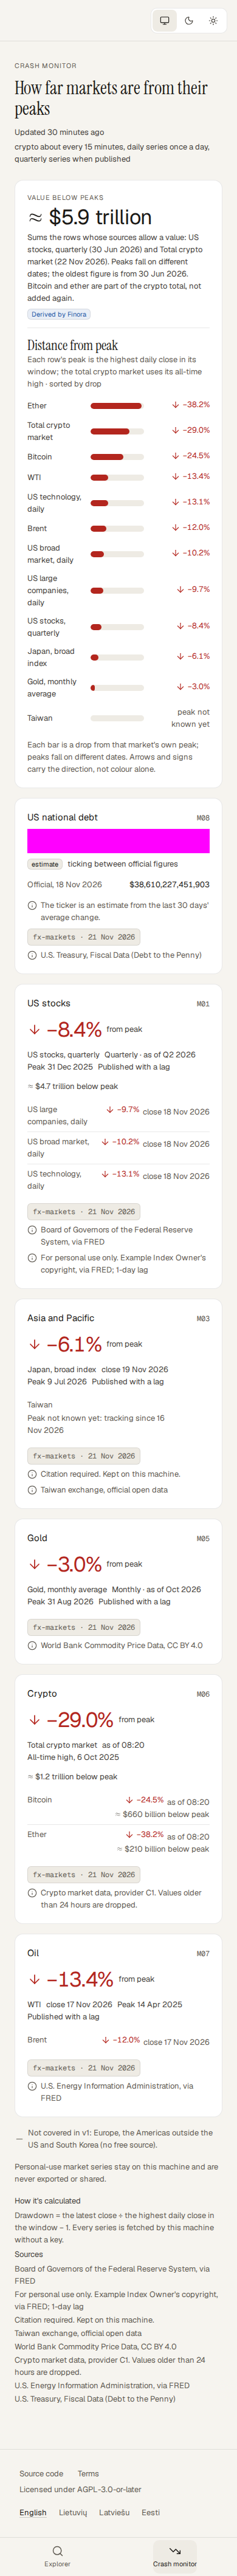 CRASH MONITOR
How far markets are from their
peaks
Updated 30 minutes ago
crypto about every 15 minutes, daily series once a day,
quarterly series when published
VALUE BELOW PEAKS
≈ $5.9 trillion
Sums the rows whose sources allow a value: US
stocks, quarterly (30 Jun 2026) and Total crypto
market (22 Nov 2026). Peaks fall on different
dates; the oldest figure is from 30 Jun 2026.
Bitcoin and ether are part of the crypto total, not
added again.
Derived by Finora
Distance from peak
Each row's peak is the highest daily close in its
window; the total crypto market uses its all-time
high · sorted by drop
Ether ↓ −38.2%
Total crypto
market ↓ −29.0%
Bitcoin ↓ −24.5%
WTI ↓ −13.4%
US technology,
daily ↓ −13.1%
Brent ↓ −12.0%
US broad
market, daily ↓ −10.2%
US large
companies,
daily ↓ −9.7%
US stocks,
quarterly ↓ −8.4%
Japan, broad
index ↓ −6.1%
Gold, monthly
average ↓ −3.0%
Taiwan peak not
known yet
Each bar is a drop from that market's own peak;
peaks fall on different dates. Arrows and signs
carry the direction, not colour alone.
US national debt M08
estimate ticking between official figures
Official, 18 Nov 2026 $38,610,227,451,903
The ticker is an estimate from the last 30 days'
average change.
fx-markets · 21 Nov 2026
U.S. Treasury, Fiscal Data (Debt to the Penny)
US stocks M01
↓ −8.4% from peak
US stocks, quarterly Quarterly · as of Q2 2026
Peak 31 Dec 2025 Published with a lag
≈ $4.7 trillion below peak
US large
companies, daily ↓ −9.7% close 18 Nov 2026
US broad market,
daily ↓ −10.2% close 18 Nov 2026
US technology,
daily ↓ −13.1% close 18 Nov 2026
fx-markets · 21 Nov 2026
Board of Governors of the Federal Reserve
System, via FRED
For personal use only. Example Index Owner's
copyright, via FRED; 1-day lag
Asia and Pacific M03
↓ −6.1% from peak
Japan, broad index close 19 Nov 2026
Peak 9 Jul 2026 Published with a lag
Taiwan
Peak not known yet: tracking since 16
Nov 2026
fx-markets · 21 Nov 2026
Citation required. Kept on this machine.
Taiwan exchange, official open data
Gold M05
↓ −3.0% from peak
Gold, monthly average Monthly · as of Oct 2026
Peak 31 Aug 2026 Published with a lag
fx-markets · 21 Nov 2026
World Bank Commodity Price Data, CC BY 4.0
Crypto M06
↓ −29.0% from peak
Total crypto market as of 08:20
All-time high, 6 Oct 2025
≈ $1.2 trillion below peak
Bitcoin ↓ −24.5% as of 08:20
≈ $660 billion below peak
Ether ↓ −38.2% as of 08:20
≈ $210 billion below peak
fx-markets · 21 Nov 2026
Crypto market data, provider C1. Values older
than 24 hours are dropped.
Oil M07
↓ −13.4% from peak
WTI close 17 Nov 2026 Peak 14 Apr 2025
Published with a lag
Brent ↓ −12.0% close 17 Nov 2026
fx-markets · 21 Nov 2026
U.S. Energy Information Administration, via
FRED
— Not covered in v1: Europe, the Americas outside the
US and South Korea (no free source).
Personal-use market series stay on this machine and are
never exported or shared.
How it's calculated
Drawdown = the latest close ÷ the highest daily close in
the window − 1. Every series is fetched by this machine
without a key.
Sources
Board of Governors of the Federal Reserve System, via
FRED
For personal use only. Example Index Owner's copyright,
via FRED; 1-day lag
Citation required. Kept on this machine.
Taiwan exchange, official open data
World Bank Commodity Price Data, CC BY 4.0
Crypto market data, provider C1. Values older than 24
hours are dropped.
U.S. Energy Information Administration, via FRED
U.S. Treasury, Fiscal Data (Debt to the Penny)
Source code Terms
Licensed under AGPL-3.0-or-later
English Lietuvių Latviešu Eesti
Explorer Crash monitor